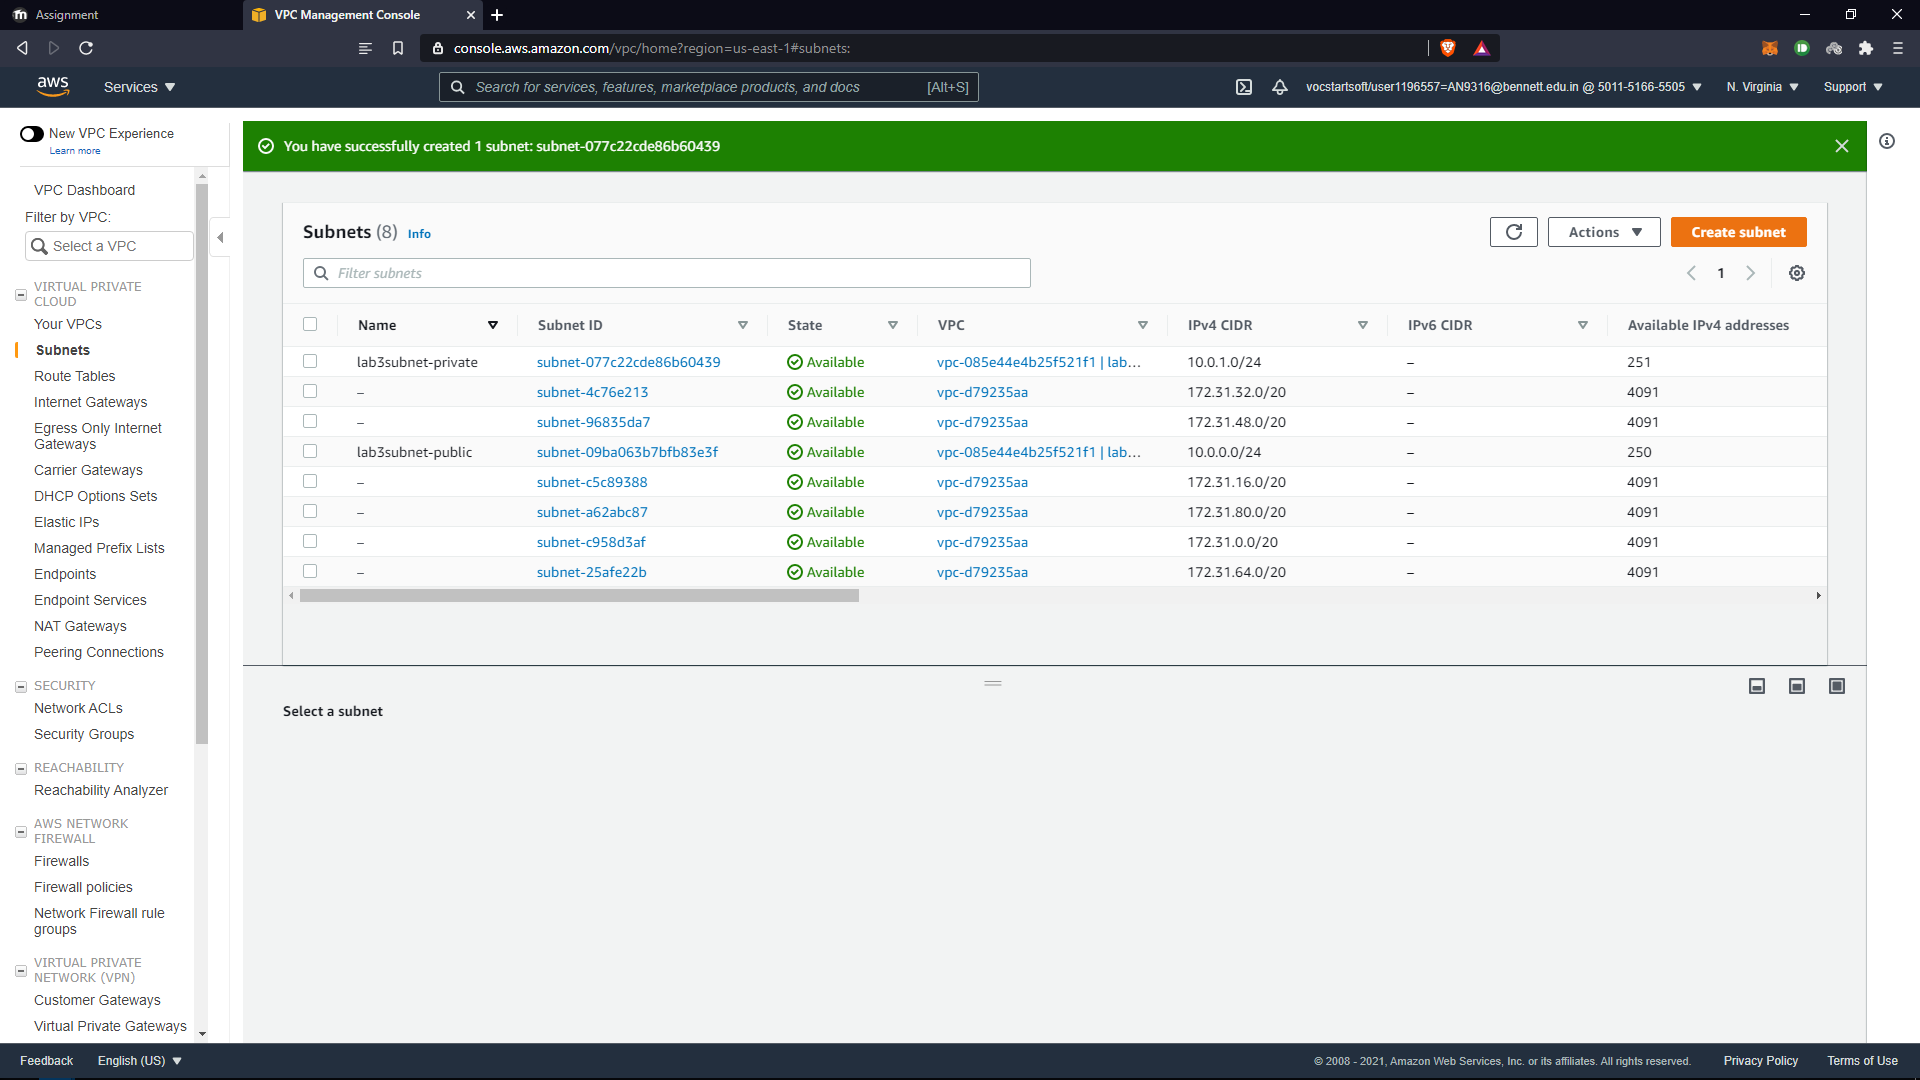 Assignment
VPC Management Console
console.aws.amazon.com/vpc/home?region=us-east-1#subnets:
aws
Services
Search for services, features, marketplace products, and docs
[Alt+S]
vocstartsoft/user1196557=AN9316@bennett.edu.in @ 5011-5166-5505
N. Virginia
Support
New VPC Experience
Learn more
VPC Dashboard
Filter by VPC:
Select a VPC
VIRTUAL PRIVATE
CLOUD
Your VPCs
Subnets
Route Tables
Internet Gateways
Egress Only Internet
Gateways
Carrier Gateways
DHCP Options Sets
Elastic IPs
Managed Prefix Lists
Endpoints
Endpoint Services
NAT Gateways
Peering Connections
SECURITY
Network ACLs
Security Groups
REACHABILITY
Reachability Analyzer
AWS NETWORK
FIREWALL
Firewalls
Firewall policies
Network Firewall rule
groups
VIRTUAL PRIVATE
NETWORK (VPN)
Customer Gateways
Virtual Private Gateways
You have successfully created 1 subnet: subnet-077c22cde86b60439
Subnets (8) Info
Actions
Create subnet
Filter subnets
1
Name Subnet ID State VPC IPv4 CIDR IPv6 CIDR Available IPv4 addresses
lab3subnet-private subnet-077c22cde86b60439 Available vpc-085e44e4b25f521f1 | lab... 10.0.1.0/24 – 251
– subnet-4c76e213 Available vpc-d79235aa 172.31.32.0/20 – 4091
– subnet-96835da7 Available vpc-d79235aa 172.31.48.0/20 – 4091
lab3subnet-public subnet-09ba063b7bfb83e3f Available vpc-085e44e4b25f521f1 | lab... 10.0.0.0/24 – 250
– subnet-c5c89388 Available vpc-d79235aa 172.31.16.0/20 – 4091
– subnet-a62abc87 Available vpc-d79235aa 172.31.80.0/20 – 4091
– subnet-c958d3af Available vpc-d79235aa 172.31.0.0/20 – 4091
– subnet-25afe22b Available vpc-d79235aa 172.31.64.0/20 – 4091
Select a subnet
Feedback
English (US)
© 2008 - 2021, Amazon Web Services, Inc. or its affiliates. All rights reserved.
Privacy Policy
Terms of Use